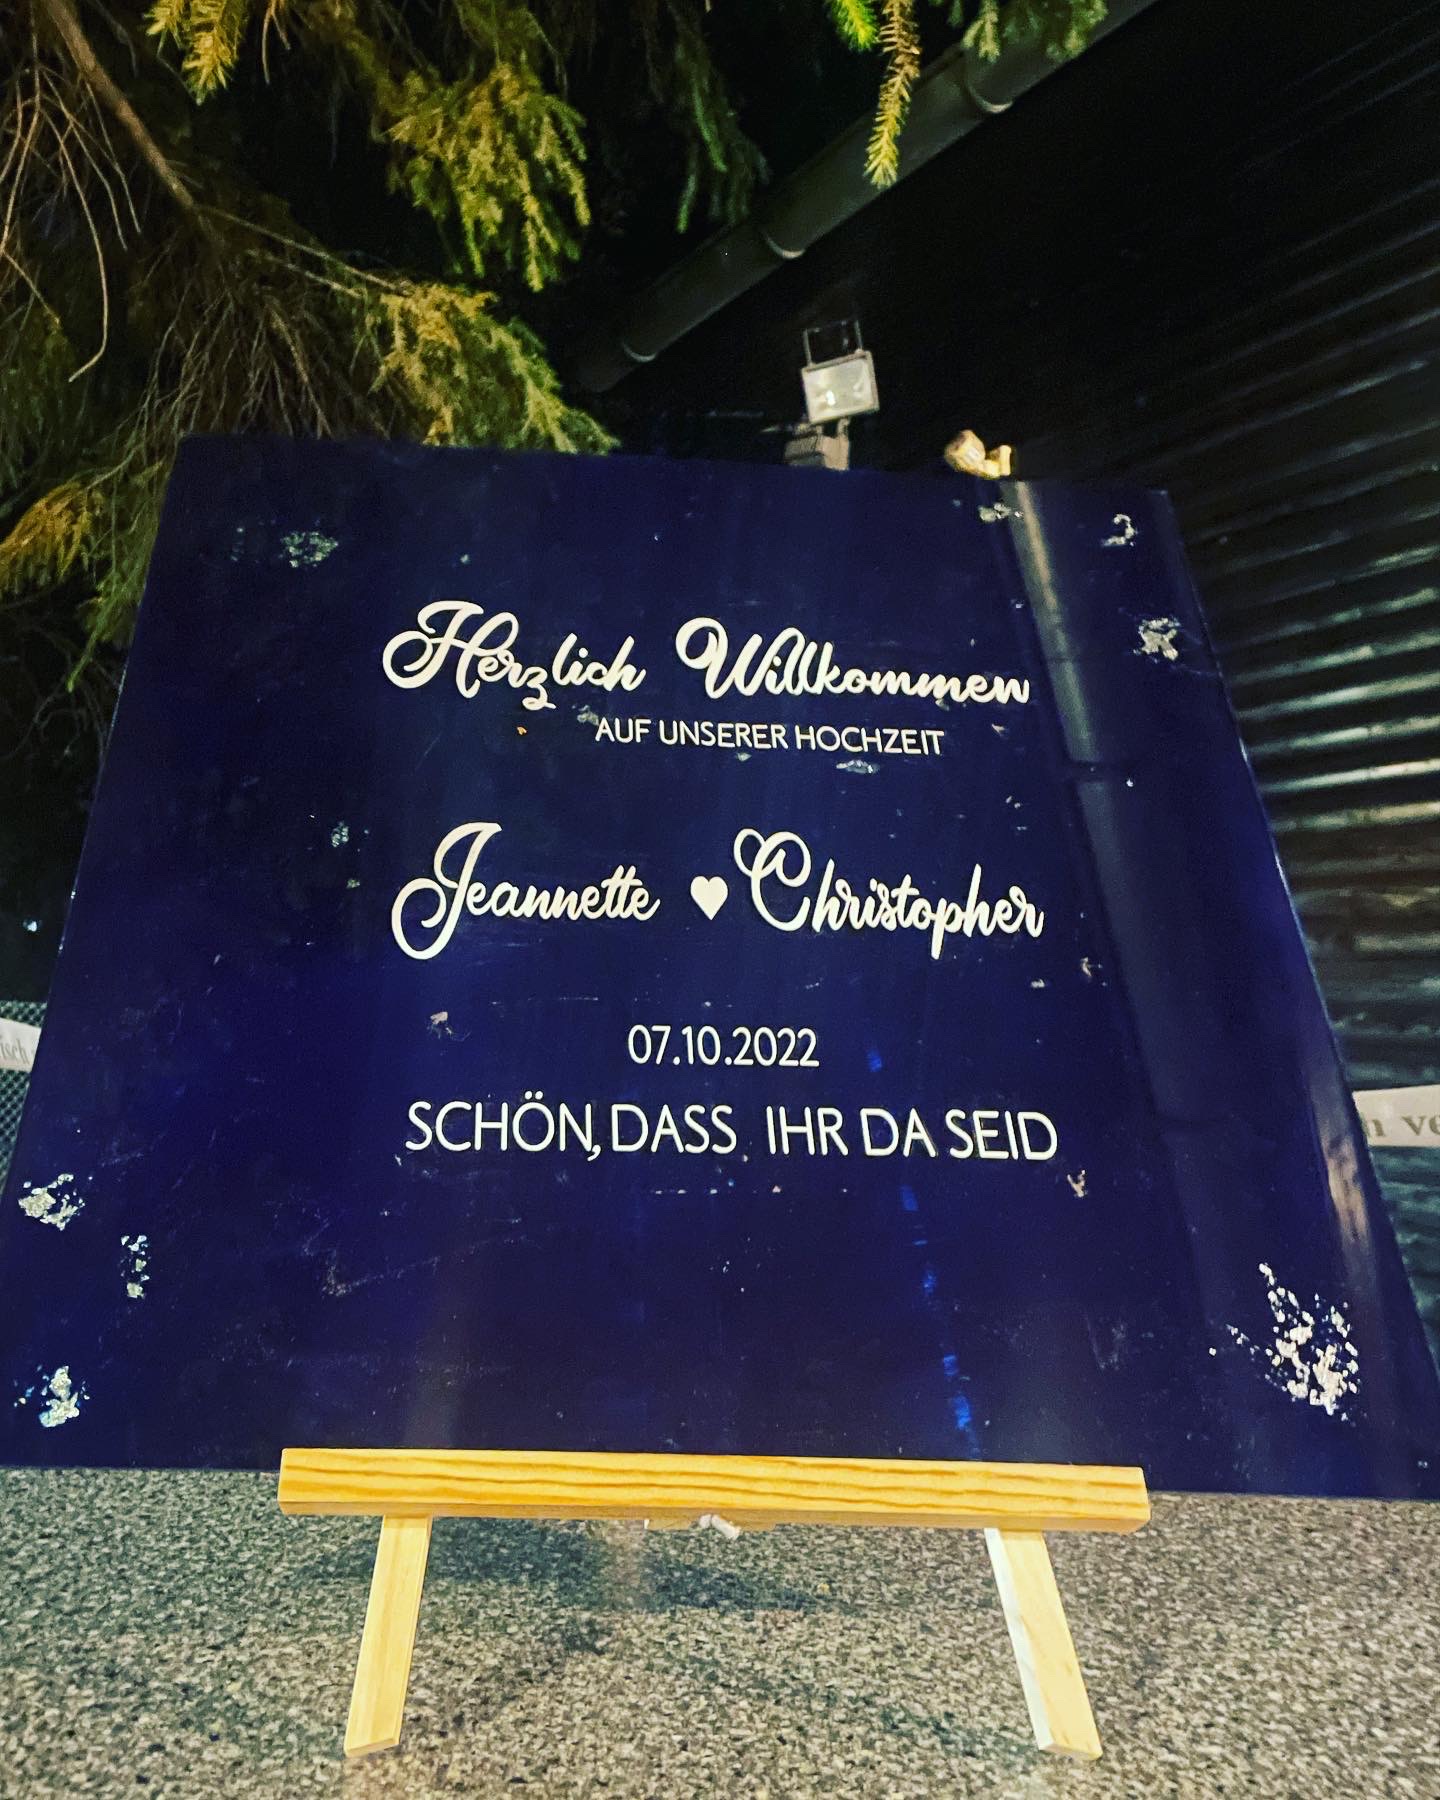 Herzlich Willkommen
AUF UNSERER HOCHZEIT
Jeannette ♥ Christopher
07.10.2022
SCHÖN, DASS IHR DA SEID